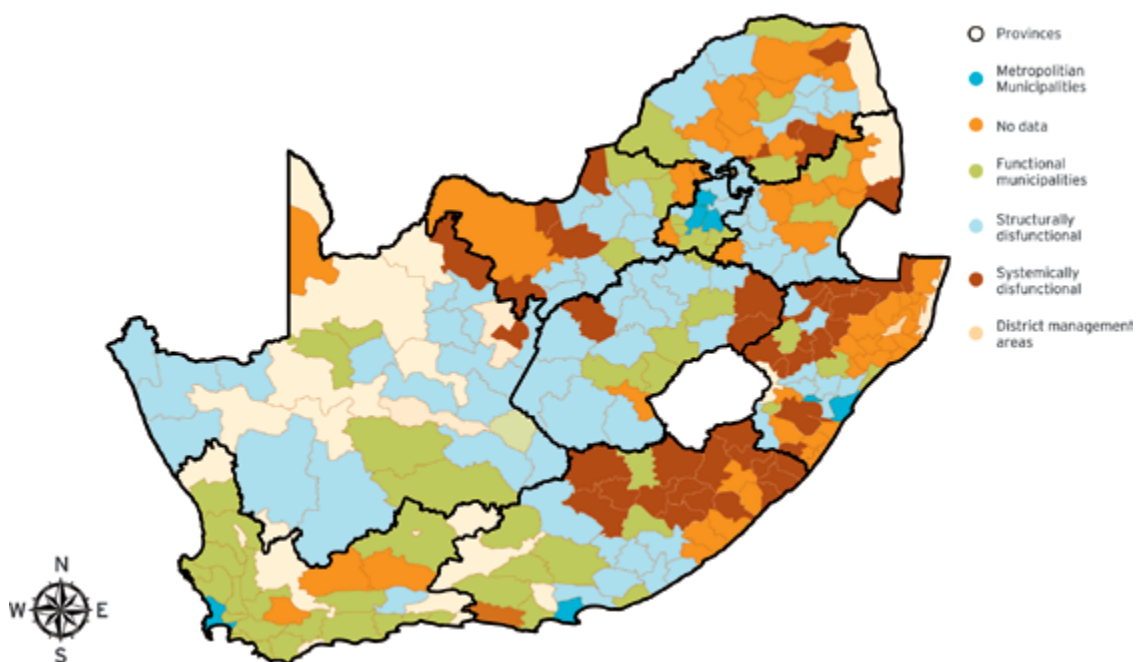 Provinces
Metropolitian
Municipalities
No data
Functional
municipalities
Structurally
disfunctional
Systemically
disfunctional
District management
areas
N
W E
S